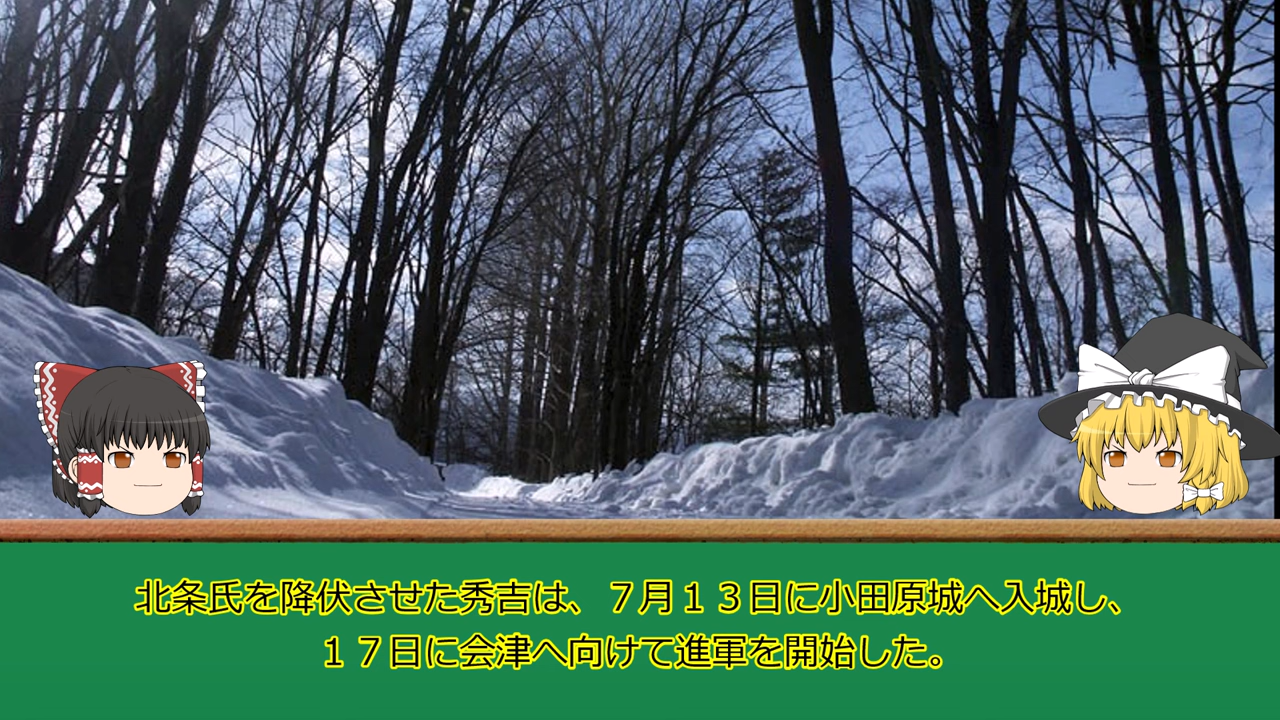 北条氏を降伏させた秀吉は、７月１３日に小田原城へ入城し、
１７日に会津へ向けて進軍を開始した。